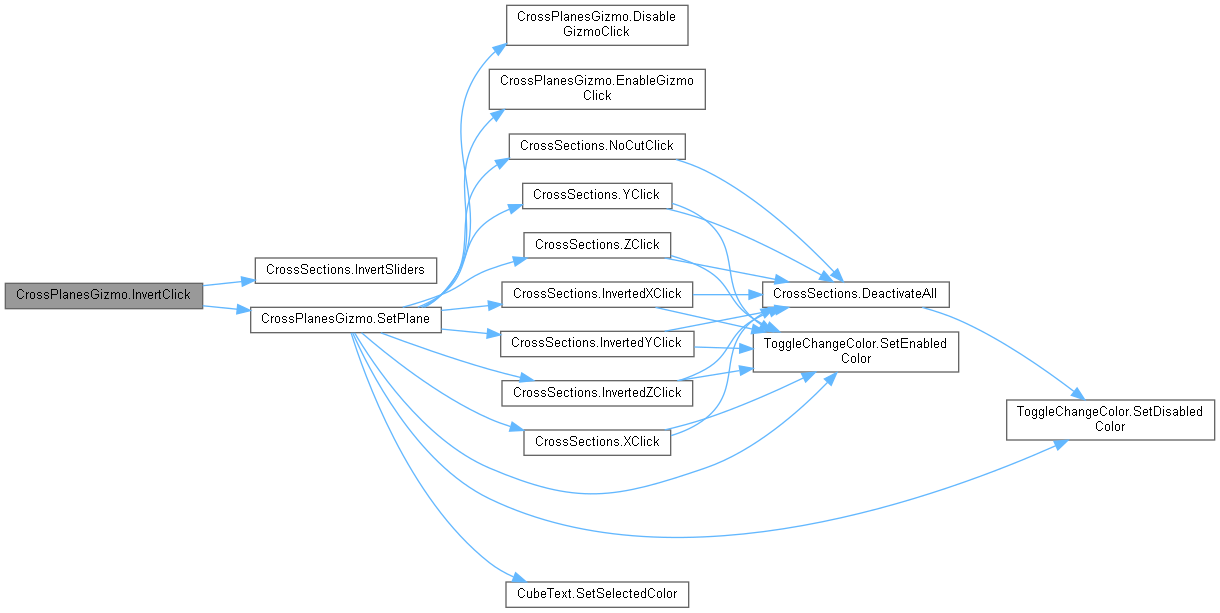 CrossPlanesGizmo.Disable
GizmoClick
CrossPlanesGizmo.EnableGizmo
Click
CrossSections.NoCutClick
CrossSections.YClick
CrossSections.ZClick
CrossSections.InvertSliders
CrossPlanesGizmo.InvertClick
CrossSections.InvertedXClick
CrossSections.DeactivateAll
CrossPlanesGizmo.SetPlane
CrossSections.InvertedYClick
ToggleChangeColor.SetEnabled
Color
CrossSections.InvertedZClick
ToggleChangeColor.SetDisabled
Color
CrossSections.XClick
CubeText.SetSelectedColor